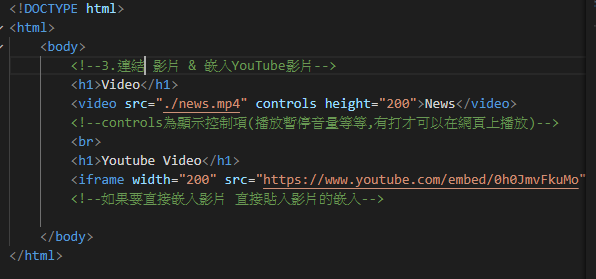 <!DOCTYPE html>
<html>
<body>
<!--3.連結 影片 & 嵌入YouTube影片-->
<h1>Video</h1>
<video src="./news.mp4" controls height="200">News</video>
<!--controls為顯示控制項(播放暫停音量等等,有打才可以在網頁上播放)-->
<br>
<h1>Youtube Video</h1>
<iframe width="200" src="https://www.youtube.com/embed/0h0JmvFkuMo"
<!--如果要直接嵌入影片 直接貼入影片的嵌入-->
</body>
</html>